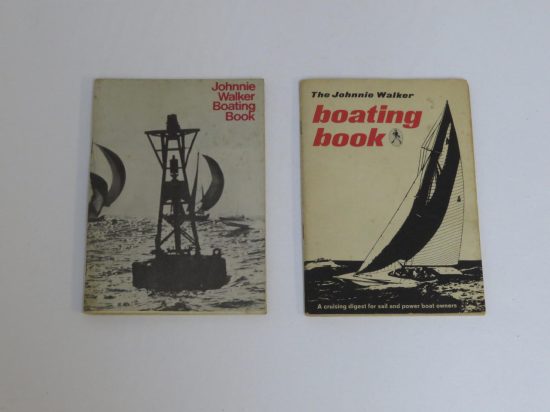 Johnnie
Walker
Boating
Book
The Johnnie Walker
boating
book
A cruising digest for sail and power boat owners